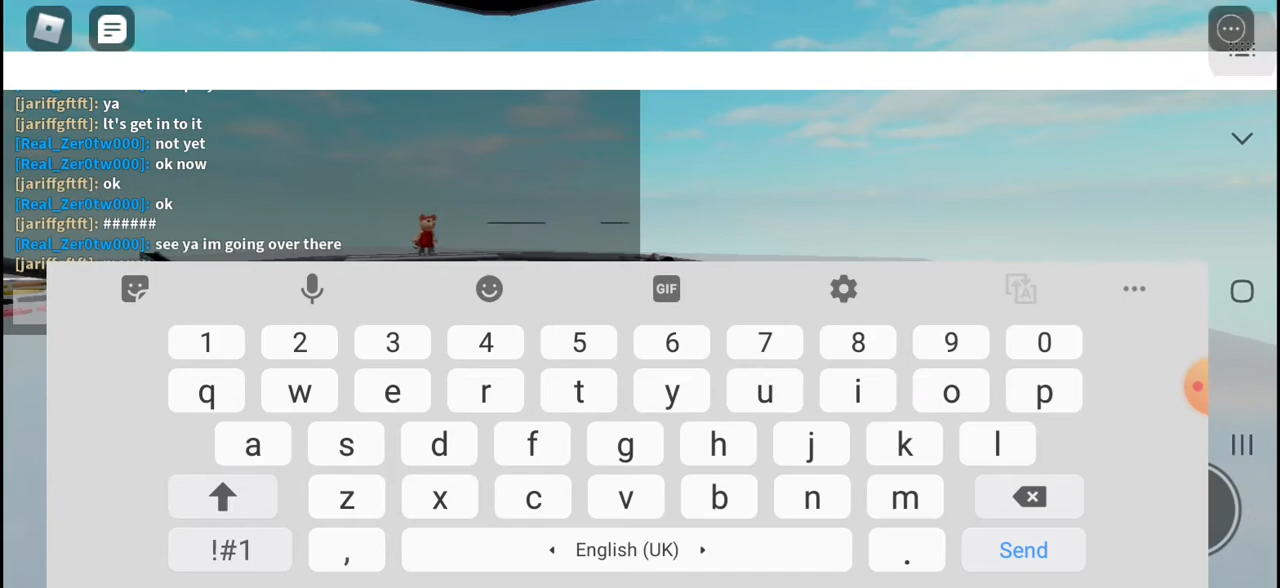 [jariffgftft]: ya
[jariffgftft]: lt's get in to it
[Real_Zer0tw000]: not yet
[Real_Zer0tw000]: ok now
[jariffgftft]: ok
[Real_Zer0tw000]: ok
[jariffgftft]: ######
[Real_Zer0tw000]: see ya im going over there
GIF
1 2 3 4 5 6 7 8 9 0
q w e r t y u i o p
a s d f g h j k l
z x c v b n m
!#1 , English (UK) . Send